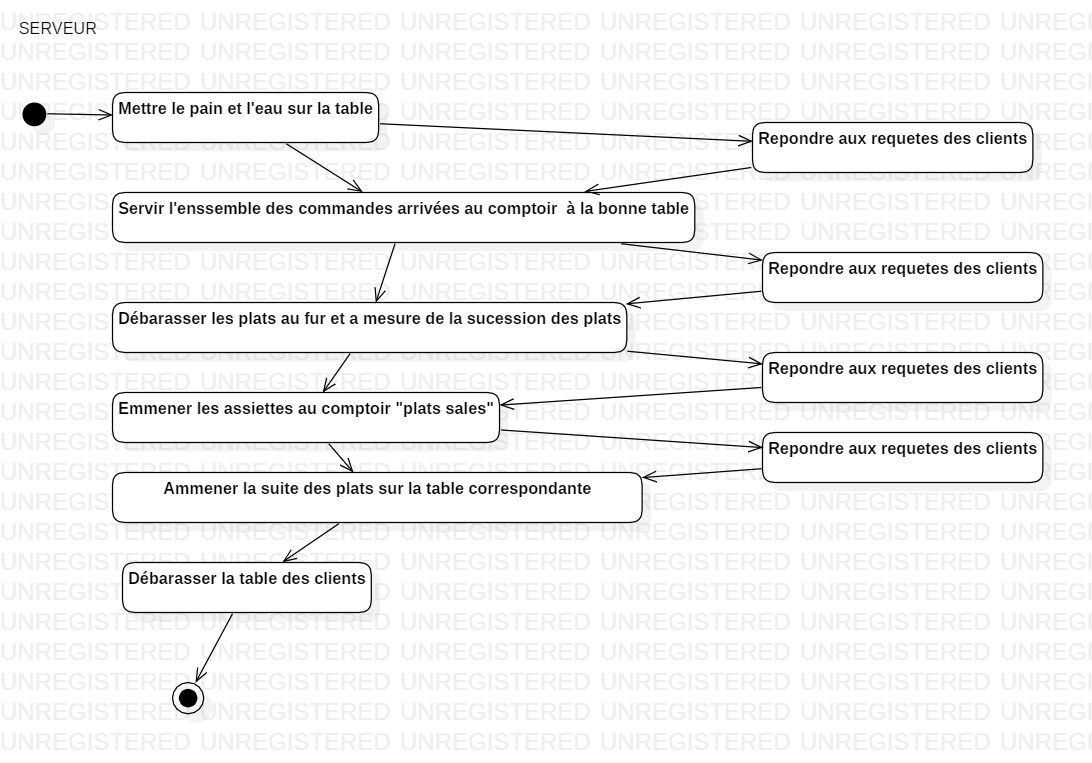 SERVEUR
Mettre le pain et l'eau sur la table
Repondre aux requetes des clients
Servir l'enssemble des commandes arrivées au comptoir  à la bonne table
Repondre aux requetes des clients
Débarasser les plats au fur et a mesure de la sucession des plats
Repondre aux requetes des clients
Emmener les assiettes au comptoir "plats sales"
Repondre aux requetes des clients
Ammener la suite des plats sur la table correspondante
Débarasser la table des clients
UNREGISTERED